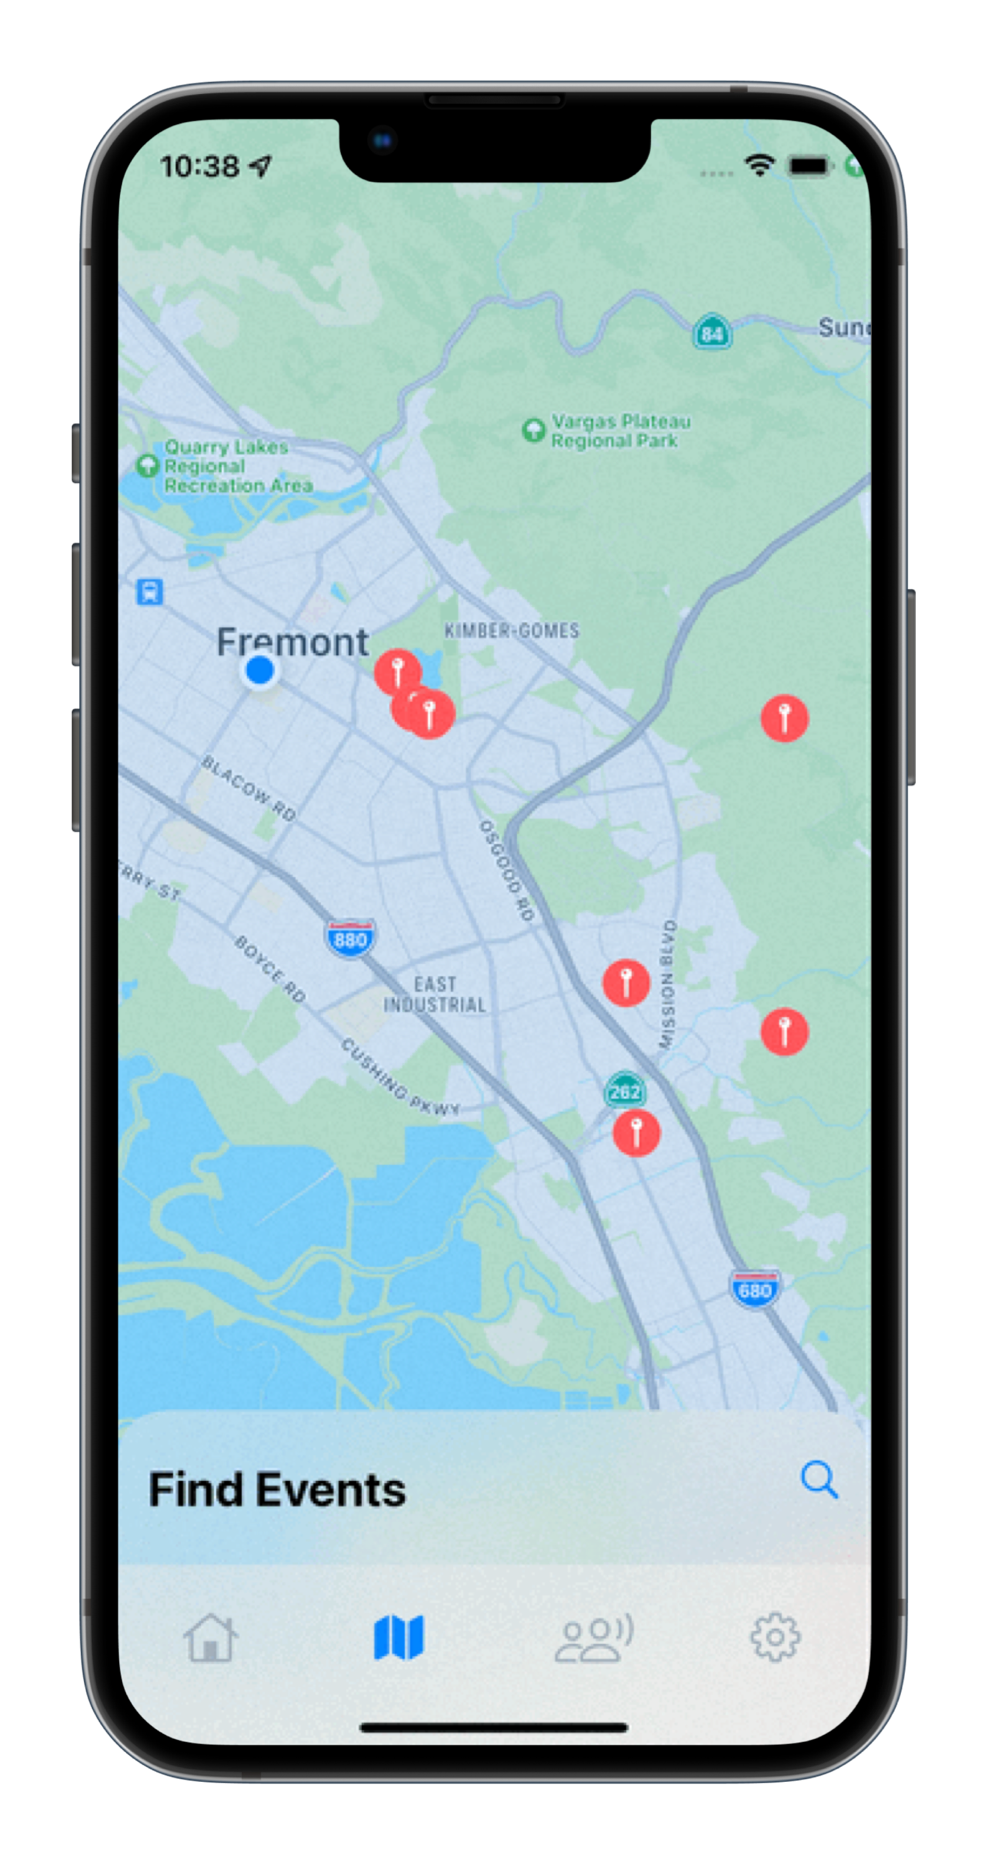 10:38
84
Sun
Vargas Plateau
Regional Park
Quarry Lakes
Regional
Recreation Area
KIMBER-GOMES
Fremont
BLACOW RD
OSGOOD RD
ERRY ST
880
BOYCE RD
MISSION BLVD
EAST
INDUSTRIAL
CUSHING PKWY
262
680
Find Events